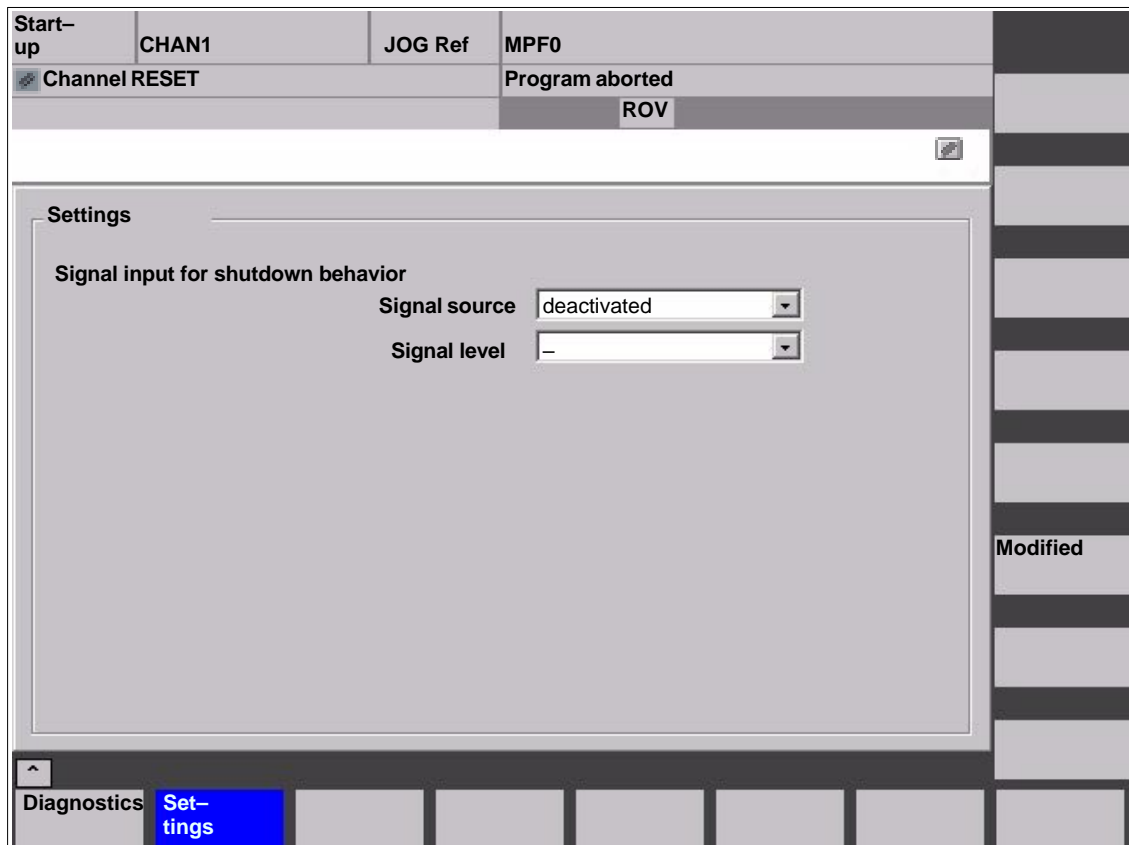 Start–
up
CHAN1
JOG Ref
MPF0
Channel RESET
Program aborted
ROV
Settings
Signal input for shutdown behavior
Signal source
deactivated
Signal level
–
Modified
^
Diagnostics
Set–
tings